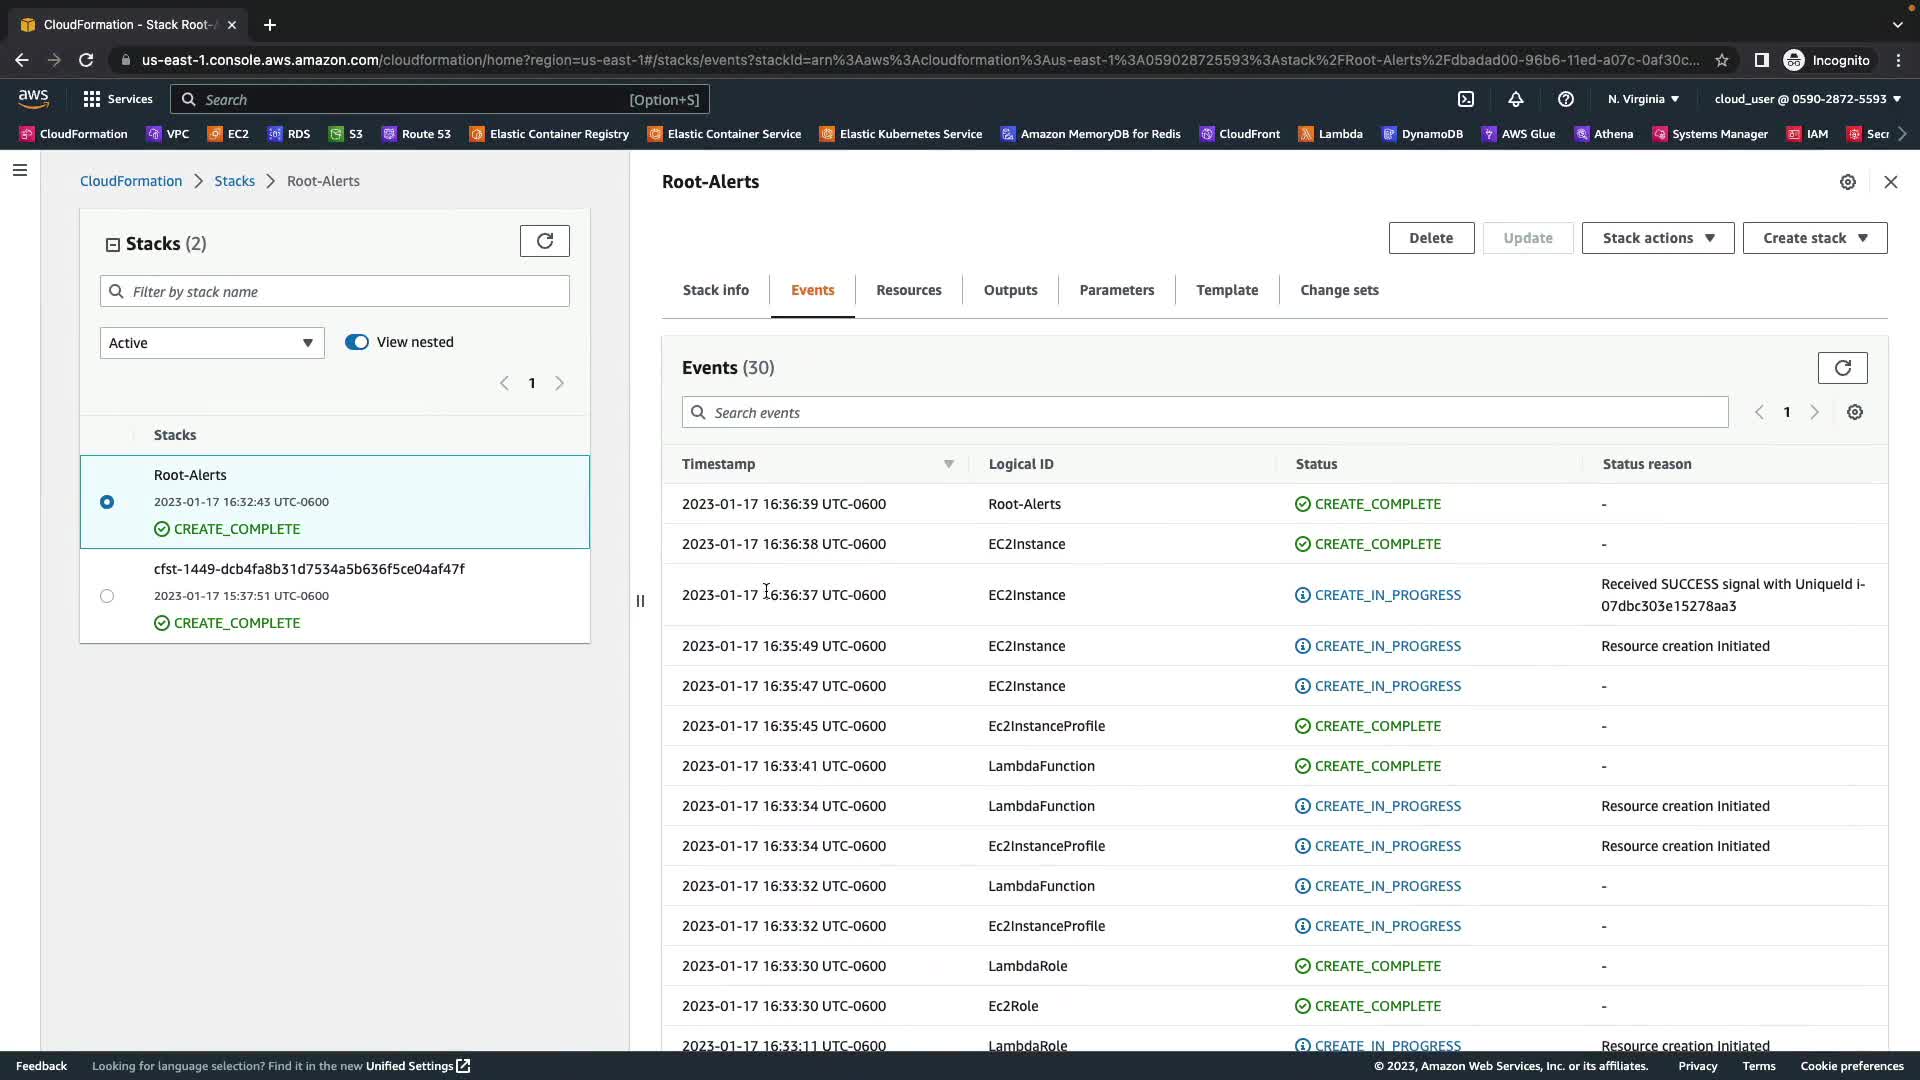 CloudFormation - Stack Root-A
us-east-1.console.aws.amazon.com/cloudformation/home?region=us-east-1#/stacks/events?stackId=arn%3Aaws%3Acloudformation%3Aus-east-1%3A059028725593%3Astack%2FRoot-Alerts%2Fdbadad00-96b6-11ed-a07c-0af30c...
Incognito
aws
Services
Search
[Option+S]
N. Virginia
cloud_user @ 0590-2872-5593
CloudFormation
VPC
EC2
RDS
S3
Route 53
Elastic Container Registry
Elastic Container Service
Elastic Kubernetes Service
Amazon MemoryDB for Redis
CloudFront
Lambda
DynamoDB
AWS Glue
Athena
Systems Manager
IAM
Secr
CloudFormation > Stacks > Root-Alerts
Stacks (2)
Filter by stack name
Active
View nested
1
Stacks
Root-Alerts
2023-01-17 16:32:43 UTC-0600
CREATE_COMPLETE
cfst-1449-dcb4fa8b31d7534a5b636f5ce04af47f
2023-01-17 15:37:51 UTC-0600
CREATE_COMPLETE
Root-Alerts
Delete
Update
Stack actions
Create stack
Stack info
Events
Resources
Outputs
Parameters
Template
Change sets
Events (30)
Search events
1
Timestamp Logical ID Status Status reason
2023-01-17 16:36:39 UTC-0600 Root-Alerts CREATE_COMPLETE -
2023-01-17 16:36:38 UTC-0600 EC2Instance CREATE_COMPLETE -
2023-01-17 16:36:37 UTC-0600 EC2Instance CREATE_IN_PROGRESS Received SUCCESS signal with UniqueId i-
07dbc303e15278aa3
2023-01-17 16:35:49 UTC-0600 EC2Instance CREATE_IN_PROGRESS Resource creation Initiated
2023-01-17 16:35:47 UTC-0600 EC2Instance CREATE_IN_PROGRESS -
2023-01-17 16:35:45 UTC-0600 Ec2InstanceProfile CREATE_COMPLETE -
2023-01-17 16:33:41 UTC-0600 LambdaFunction CREATE_COMPLETE -
2023-01-17 16:33:34 UTC-0600 LambdaFunction CREATE_IN_PROGRESS Resource creation Initiated
2023-01-17 16:33:34 UTC-0600 Ec2InstanceProfile CREATE_IN_PROGRESS Resource creation Initiated
2023-01-17 16:33:32 UTC-0600 LambdaFunction CREATE_IN_PROGRESS -
2023-01-17 16:33:32 UTC-0600 Ec2InstanceProfile CREATE_IN_PROGRESS -
2023-01-17 16:33:30 UTC-0600 LambdaRole CREATE_COMPLETE -
2023-01-17 16:33:30 UTC-0600 Ec2Role CREATE_COMPLETE -
2023-01-17 16:33:11 UTC-0600 LambdaRole CREATE_IN_PROGRESS Resource creation Initiated
Feedback
Looking for language selection? Find it in the new Unified Settings
© 2023, Amazon Web Services, Inc. or its affiliates.
Privacy
Terms
Cookie preferences